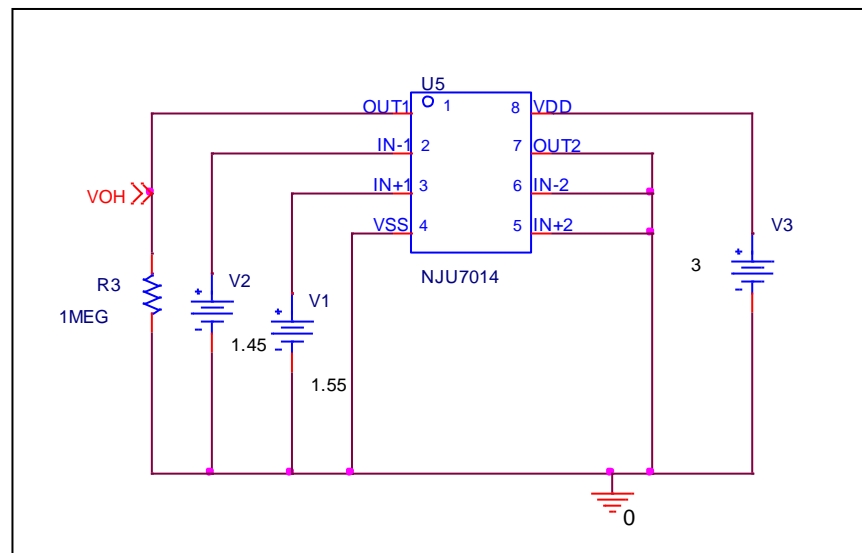 U5
OUT1 1 8 VDD
IN-1 2 7 OUT2
IN+1 3 6 IN-2
VSS 4 5 IN+2
NJU7014
VOH
R3
1MEG
V2
1.45
V1
1.55
V3
3
0
+
-
+
-
+
-